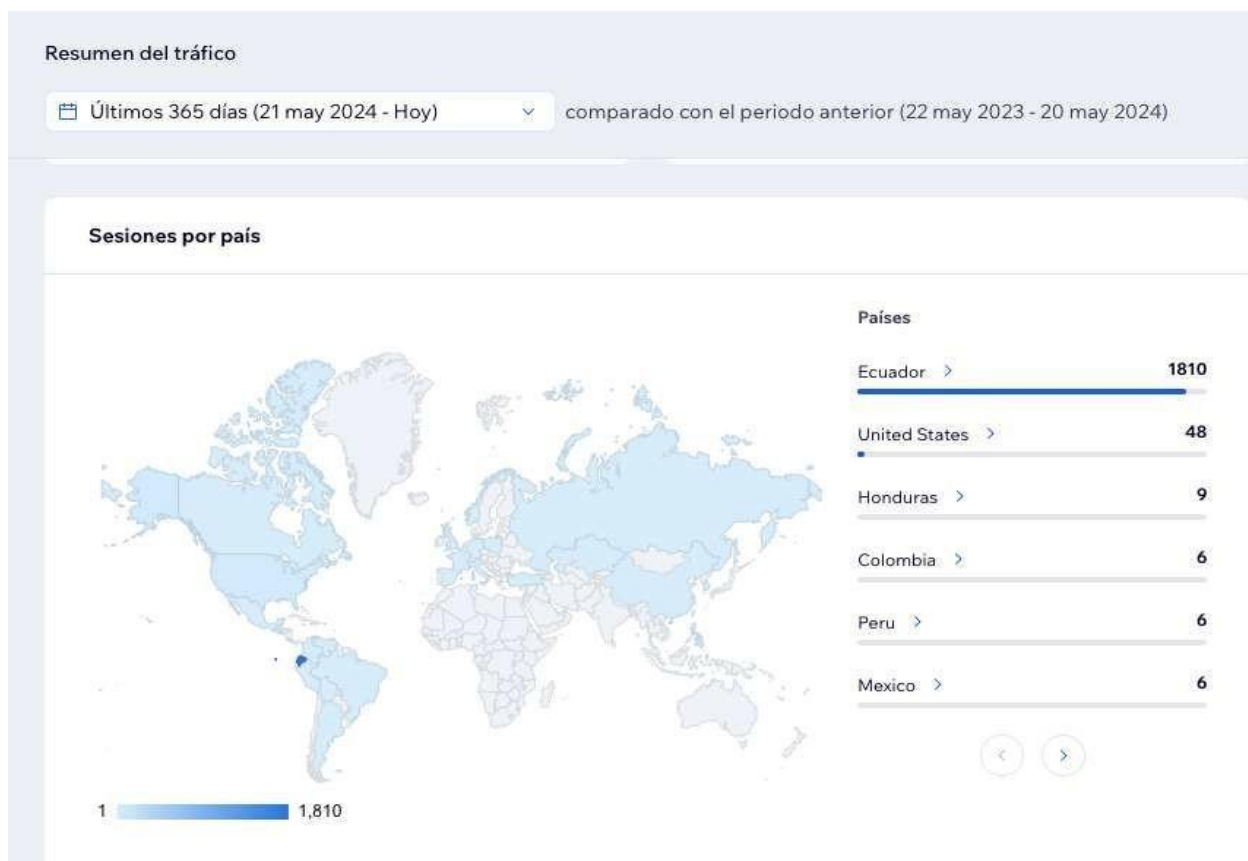 Resumen del tráfico
Últimos 365 días (21 may 2024 - Hoy) comparado con el periodo anterior (22 may 2023 - 20 may 2024)
Sesiones por país
Países
Ecuador 1810
United States 48
Honduras 9
Colombia 6
Peru 6
Mexico 6
1 1,810